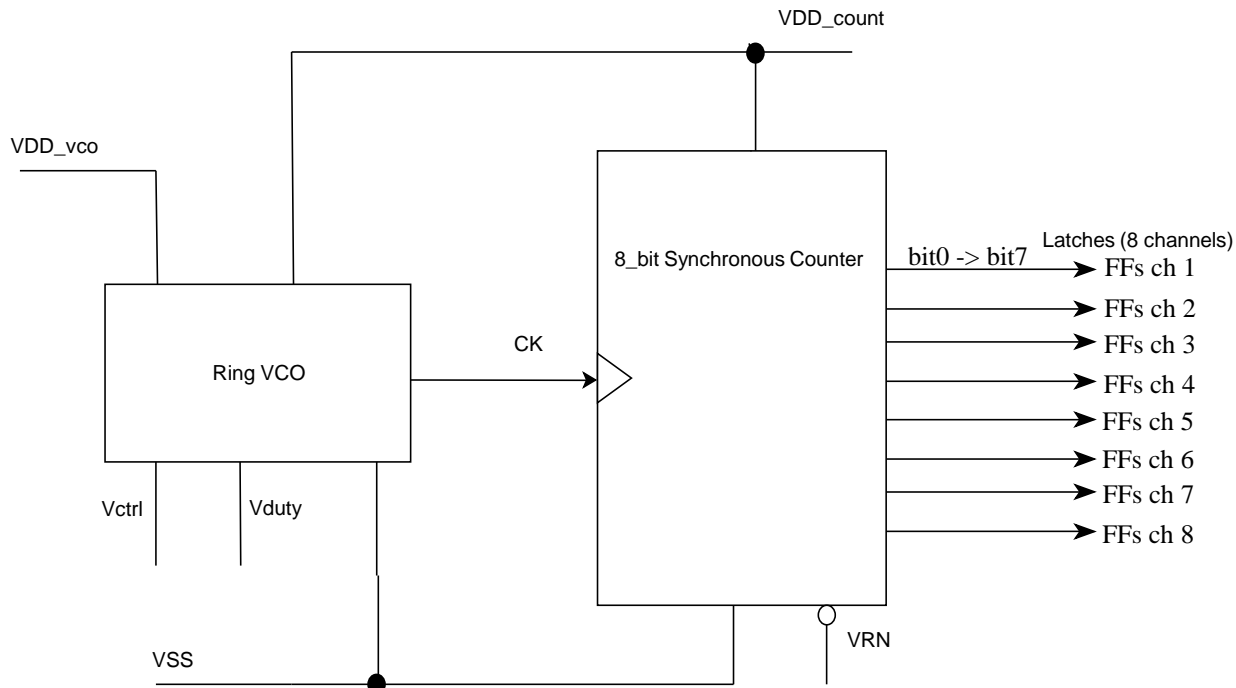 VDD_count
VDD_vco
8_bit Synchronous Counter
Latches (8 channels)
bit0 -> bit7
FFs ch 1
FFs ch 2
FFs ch 3
FFs ch 4
FFs ch 5
FFs ch 6
FFs ch 7
FFs ch 8
CK
Ring VCO
Vctrl
Vduty
VRN
VSS